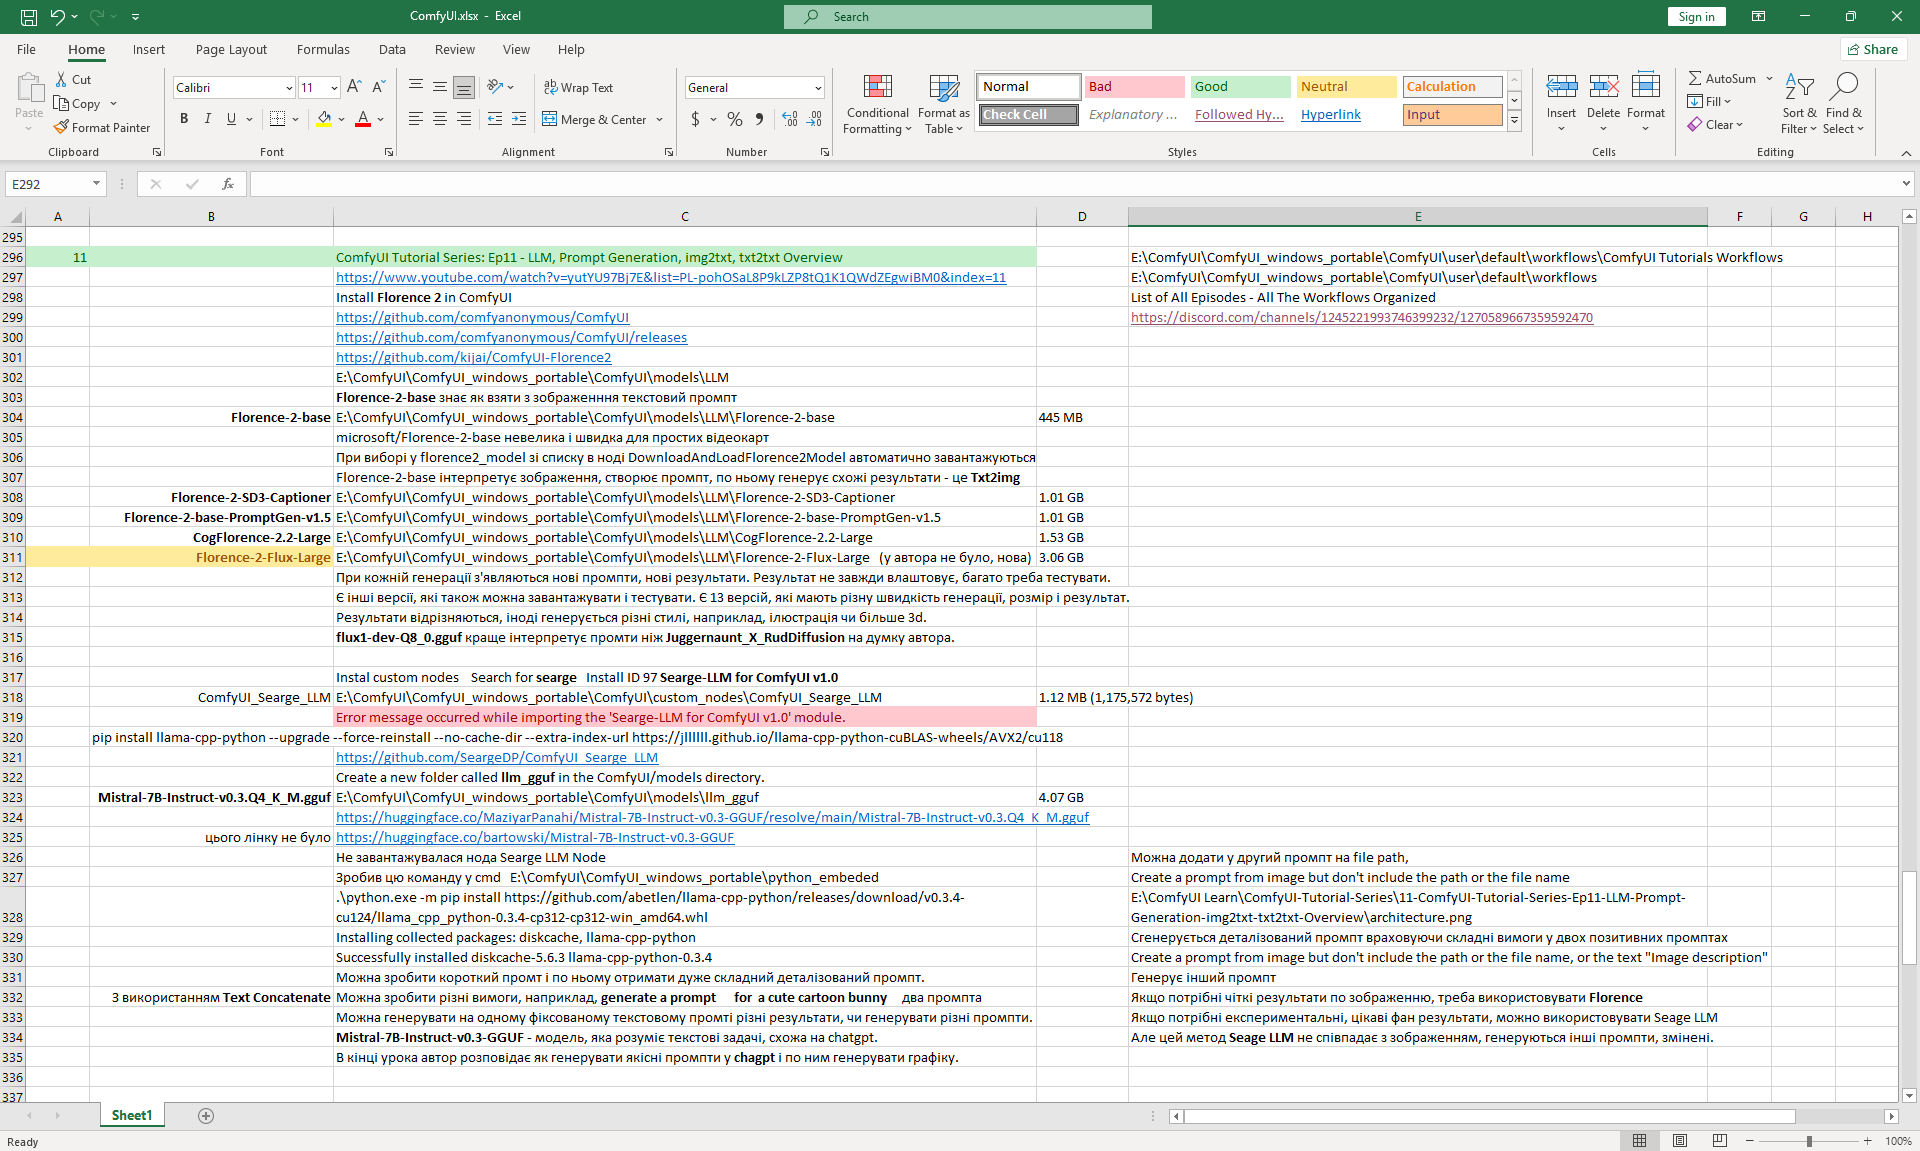 ComfyUI.xlsx - Excel
Search
Sign in
File Home Insert Page Layout Formulas Data Review View Help
Share
Paste
Cut
Copy
Format Painter
Clipboard
Calibri 11
B I U
Font
Wrap Text
Merge & Center
Alignment
General
$ % 9
Number
Conditional Formatting
Format as Table
Normal Bad Good Neutral Calculation
Check Cell Explanatory ... Followed Hy... Hyperlink Input
Styles
Insert Delete Format
Cells
AutoSum
Fill
Clear
Sort & Filter
Find & Select
Editing
E292
fx
A B C D E F G H
295
296 11 ComfyUI Tutorial Series: Ep11 - LLM, Prompt Generation, img2txt, txt2txt Overview E:\ComfyUI\ComfyUI_windows_portable\ComfyUI\user\default\workflows\ComfyUI Tutorials Workflows
297 https://www.youtube.com/watch?v=yutYU97Bj7E&list=PL-pohOSaL8P9kLZP8tQ1K1QWdZEgwiBM0&index=11 E:\ComfyUI\ComfyUI_windows_portable\ComfyUI\user\default\workflows
298 Install Florence 2 in ComfyUI List of All Episodes - All The Workflows Organized
299 https://github.com/comfyanonymous/ComfyUI https://discord.com/channels/1245221993746399232/1270589667359592470
300 https://github.com/comfyanonymous/ComfyUI/releases
301 https://github.com/kijai/ComfyUI-Florence2
302 E:\ComfyUI\ComfyUI_windows_portable\ComfyUI\models\LLM
303 Florence-2-base знає як взяти з зображенння текстовий промпт
304 Florence-2-base E:\ComfyUI\ComfyUI_windows_portable\ComfyUI\models\LLM\Florence-2-base 445 MB
305 microsoft/Florence-2-base невелика і швидка для простих відеокарт
306 При виборі у florence2_model зі списку в ноді DownloadAndLoadFlorence2Model автоматично завантажуються
307 Florence-2-base інтерпретує зображення, створює промпт, по ньому генерує схожі результати - це Txt2img
308 Florence-2-SD3-Captioner E:\ComfyUI\ComfyUI_windows_portable\ComfyUI\models\LLM\Florence-2-SD3-Captioner 1.01 GB
309 Florence-2-base-PromptGen-v1.5 E:\ComfyUI\ComfyUI_windows_portable\ComfyUI\models\LLM\Florence-2-base-PromptGen-v1.5 1.01 GB
310 CogFlorence-2.2-Large E:\ComfyUI\ComfyUI_windows_portable\ComfyUI\models\LLM\CogFlorence-2.2-Large 1.53 GB
311 Florence-2-Flux-Large E:\ComfyUI\ComfyUI_windows_portable\ComfyUI\models\LLM\Florence-2-Flux-Large (у автора не було, нова) 3.06 GB
312 При кожній генерації з'являються нові промпти, нові результати. Результат не завжди влаштовує, багато треба тестувати.
313 Є інші версії, які також можна завантажувати і тестувати. Є 13 версій, які мають різну швидкість генерації, розмір і результат.
314 Результати відрізняються, іноді генерується різні стилі, наприклад, ілюстрація чи більше 3d.
315 flux1-dev-Q8_0.gguf краще інтерпретує промти ніж Juggernaunt_X_RudDiffusion на думку автора.
316
317 Instal custom nodes Search for searge Install ID 97 Searge-LLM for ComfyUI v1.0
318 ComfyUI_Searge_LLM E:\ComfyUI\ComfyUI_windows_portable\ComfyUI\custom_nodes\ComfyUI_Searge_LLM 1.12 MB (1,175,572 bytes)
319 Error message occurred while importing the 'Searge-LLM for ComfyUI v1.0' module.
320 pip install llama-cpp-python --upgrade --force-reinstall --no-cache-dir --extra-index-url https://jllllll.github.io/llama-cpp-python-cuBLAS-wheels/AVX2/cu118
321 https://github.com/SeargeDP/ComfyUI_Searge_LLM
322 Create a new folder called llm_gguf in the ComfyUI/models directory.
323 Mistral-7B-Instruct-v0.3.Q4_K_M.gguf E:\ComfyUI\ComfyUI_windows_portable\ComfyUI\models\llm_gguf 4.07 GB
324 https://huggingface.co/MaziyarPanahi/Mistral-7B-Instruct-v0.3-GGUF/resolve/main/Mistral-7B-Instruct-v0.3.Q4_K_M.gguf
325 цього лінку не було https://huggingface.co/bartowski/Mistral-7B-Instruct-v0.3-GGUF
326 Не завантажувалася нода Searge LLM Node Можна додати у другий промпт на file path,
327 Зробив цю команду у cmd E:\ComfyUI\ComfyUI_windows_portable\python_embeded Create a prompt from image but don't include the path or the file name
.\python.exe -m pip install https://github.com/abetlen/llama-cpp-python/releases/download/v0.3.4- E:\ComfyUI Learn\ComfyUI-Tutorial-Series\11-ComfyUI-Tutorial-Series-Ep11-LLM-Prompt-
328 cu124/llama_cpp_python-0.3.4-cp312-cp312-win_amd64.whl Generation-img2txt-txt2txt-Overview\architecture.png
329 Installing collected packages: diskcache, llama-cpp-python Сгенерується деталізований промпт враховуючи складні вимоги у двох позитивних промптах
330 Successfully installed diskcache-5.6.3 llama-cpp-python-0.3.4 Create a prompt from image but don't include the path or the file name, or the text "Image description"
331 Можна зробити короткий промт і по ньому отримати дуже складний деталізований промпт. Генерує інший промпт
332 З використанням Text Concatenate Можна зробити різні вимоги, наприклад, generate a prompt for a cute cartoon bunny два промпта Якщо потрібні чіткі результати по зображенню, треба використовувати Florence
333 Можна генерувати на одному фіксованому текстовому промті різні результати, чи генерувати різні промпти. Якщо потрібні експериментальні, цікаві фан результати, можно використовувати Seage LLM
334 Mistral-7B-Instruct-v0.3-GGUF - модель, яка розуміє текстові задачі, схожа на chatgpt. Але цей метод Seage LLM не співпадає з зображенням, генеруються інші промпти, змінені.
335 В кінці урока автор розповідає як генерувати якісні промпти у chagpt і по ним генерувати графіку.
336
337
Sheet1
Ready
100%